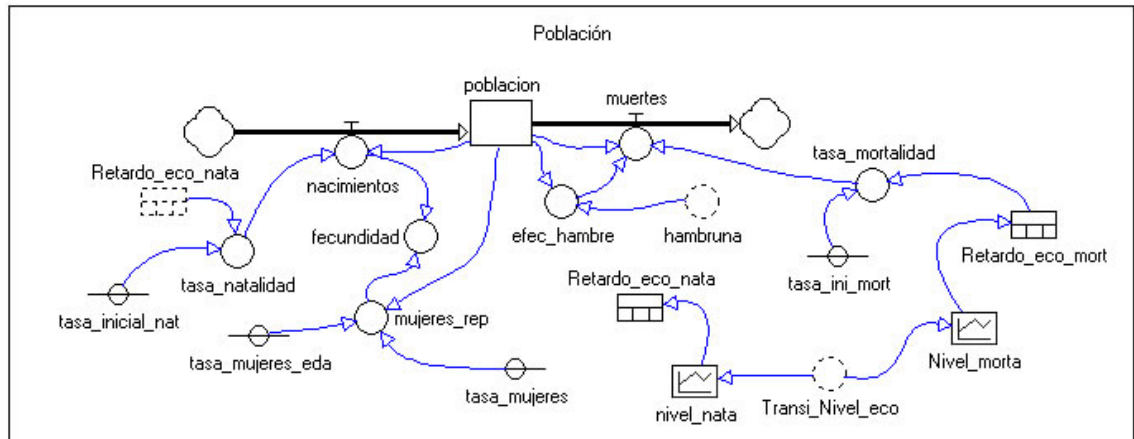 Población
poblacion
muertes
Retardo_eco_nata
nacimientos
tasa_mortalidad
fecundidad
efec_hambre
hambruna
tasa_natalidad
Retardo_eco_nata
tasa_ini_mort
Retardo_eco_mort
tasa_inicial_nat
mujeres_rep
tasa_mujeres_eda
Nivel_morta
tasa_mujeres
nivel_nata
Transi_Nivel_eco